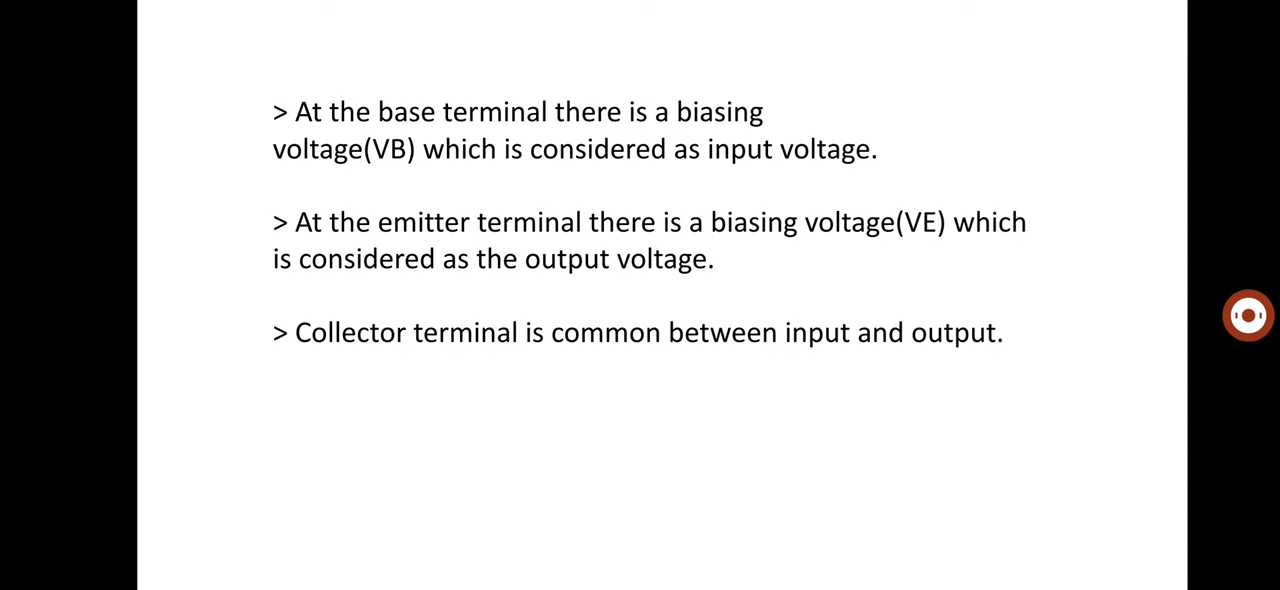 > At the base terminal there is a biasing
voltage(VB) which is considered as input voltage.
> At the emitter terminal there is a biasing voltage(VE) which
is considered as the output voltage.
> Collector terminal is common between input and output.